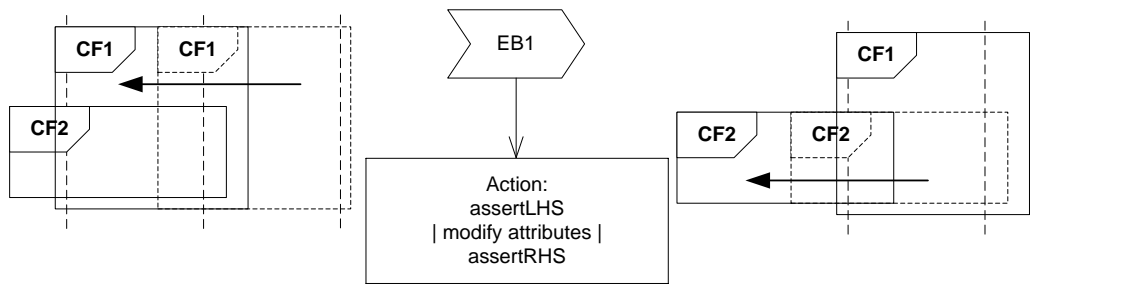 CF1
CF1
CF2
EB1
Action:
assertLHS
| modify attributes |
assertRHS
CF1
CF2
CF2